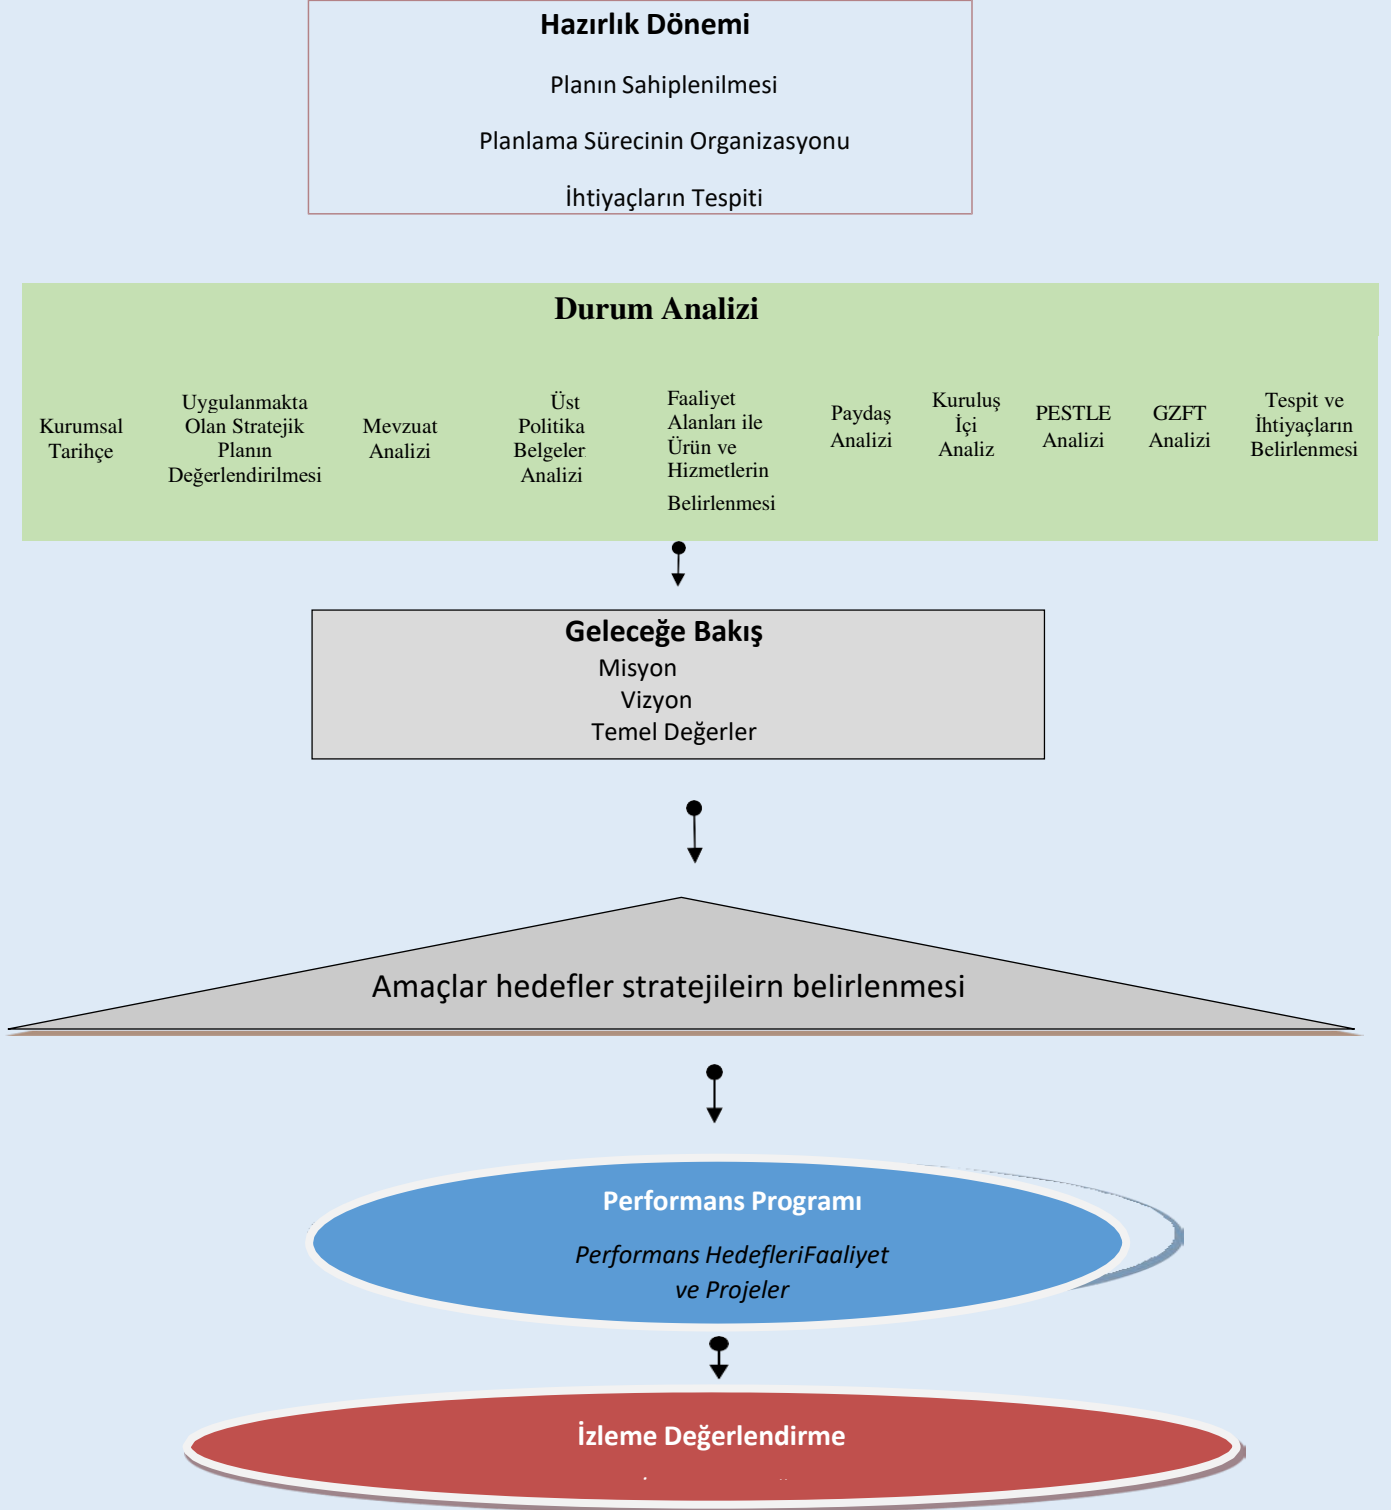 Hazırlık Dönemi
Planın Sahiplenilmesi
Planlama Sürecinin Organizasyonu
İhtiyaçların Tespiti
Durum Analizi
Kurumsal
Tarihçe
Uygulanmakta
Olan Stratejik
Planın
Değerlendirilmesi
Mevzuat
Analizi
Üst
Politika
Belgeler
Analizi
Faaliyet
Alanları ile
Ürün ve
Hizmetlerin
Belirlenmesi
Paydaş
Analizi
Kuruluş
İçi
Analiz
PESTLE
Analizi
GZFT
Analizi
Tespit ve
İhtiyaçların
Belirlenmesi
Geleceğe Bakış
Misyon
Vizyon
Temel Değerler
Amaçlar hedefler stratejileirn belirlenmesi
Performans Programı
Performans HedefleriFaaliyet
ve Projeler
İzleme Değerlendirme